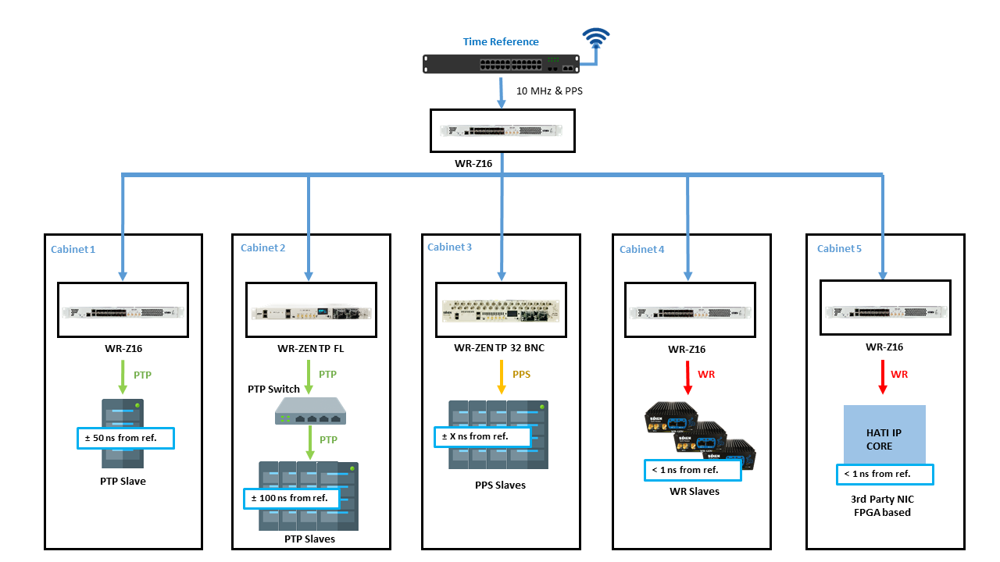 Time Reference
10 MHz & PPS
WR-Z16
Cabinet 1
WR-Z16
PTP
± 50 ns from ref.
PTP Slave
Cabinet 2
WR-ZEN TP FL
PTP
PTP Switch
PTP
± 100 ns from ref.
PTP Slaves
Cabinet 3
WR-ZEN TP 32 BNC
PPS
± X ns from ref.
PPS Slaves
Cabinet 4
WR-Z16
WR
< 1 ns from ref.
WR Slaves
Cabinet 5
WR-Z16
WR
HATI IP
CORE
< 1 ns from ref.
3rd Party NIC
FPGA based